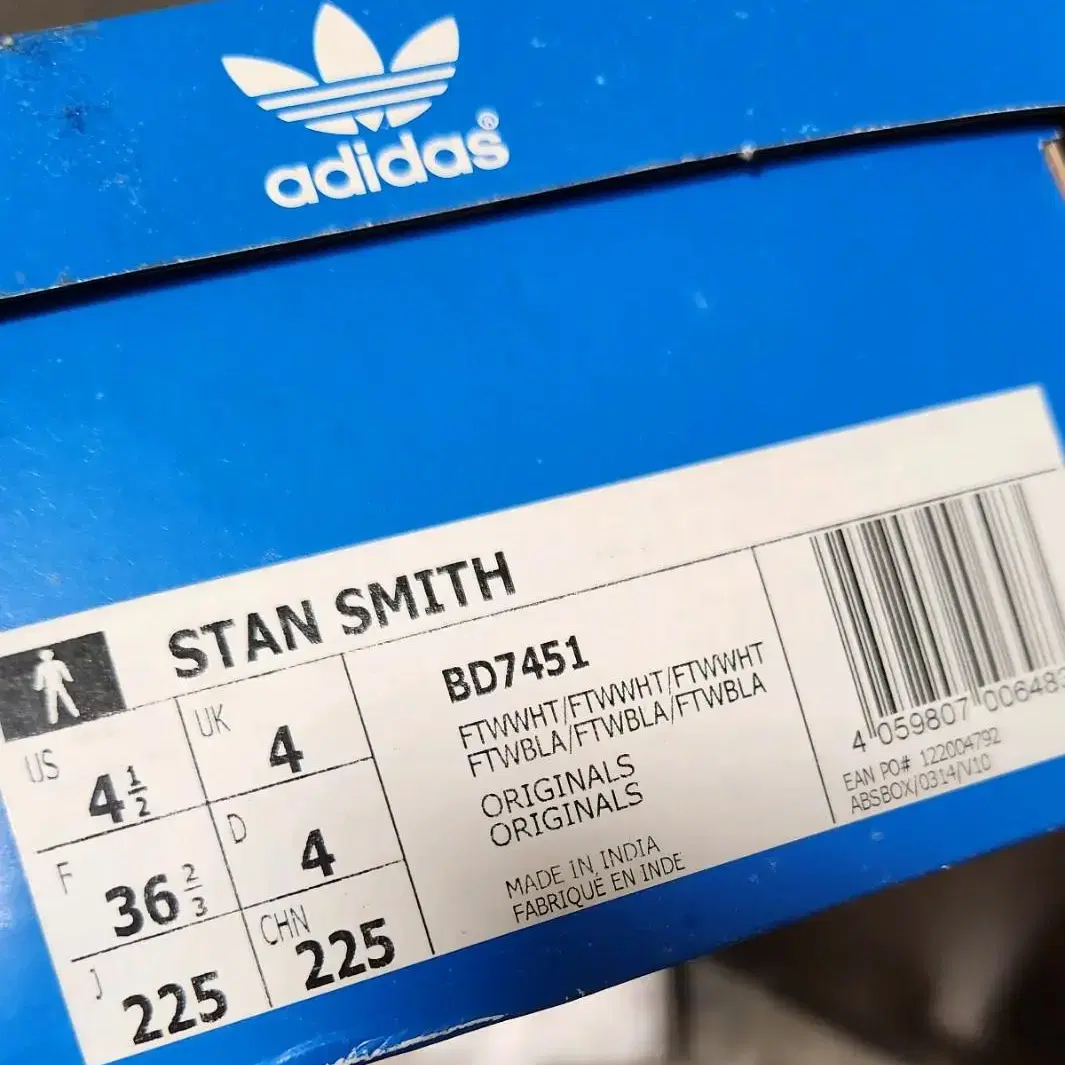 adidas®
STAN SMITH
US 4 1/2
UK 4
F 36 2/3
D 4
J 225
CHN 225
BD7451
FTWWHT/FTWWHT/FTWWHT
FTWBLA/FTWBLA/FTWBLA
ORIGINALS
ORIGINALS
MADE IN INDIA
FABRIQUÉ EN INDE
4 059807 00648
EAN PO# 122004792
ABSBOX/0314/V10